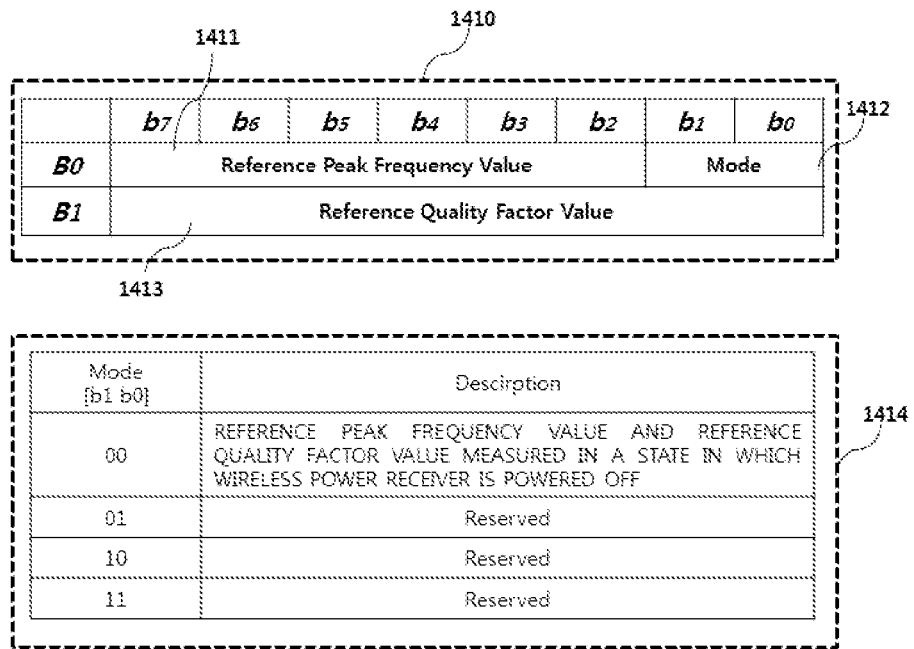 1410
1411
b7 b6 b5 b4 b3 b2 b1 b0
1412
B0 Reference Peak Frequency Value Mode
B1 Reference Quality Factor Value
1413
Mode
[b1 b0]
Descirption
1414
00
REFERENCE PEAK FREQUENCY VALUE AND REFERENCE
QUALITY FACTOR VALUE MEASURED IN A STATE IN WHICH
WIRELESS POWER RECEIVER IS POWERED OFF
01 Reserved
10 Reserved
11 Reserved